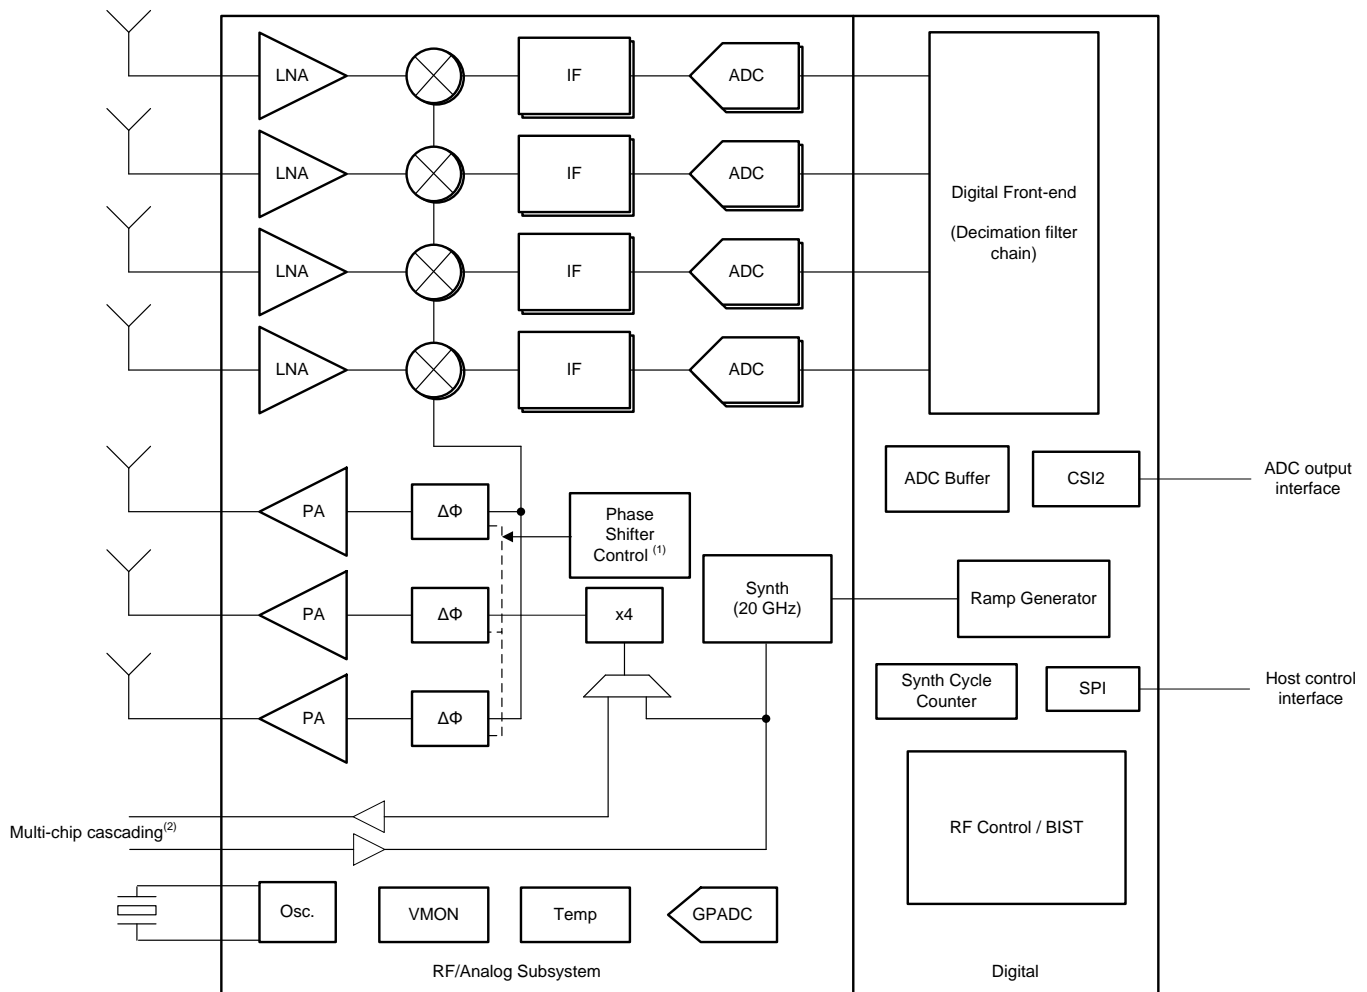 LNA
IF
ADC
LNA
IF
ADC
Digital Front-end
(Decimation filter
chain)
LNA
IF
ADC
LNA
IF
ADC
PA
ΔΦ
Phase
Shifter
Control (1)
ADC Buffer
CSI2
ADC output
interface
PA
ΔΦ
x4
Synth
(20 GHz)
Ramp Generator
PA
ΔΦ
Synth Cycle
Counter
SPI
Host control
interface
Multi-chip cascading(2)
RF Control / BIST
Osc.
VMON
Temp
GPADC
RF/Analog Subsystem
Digital